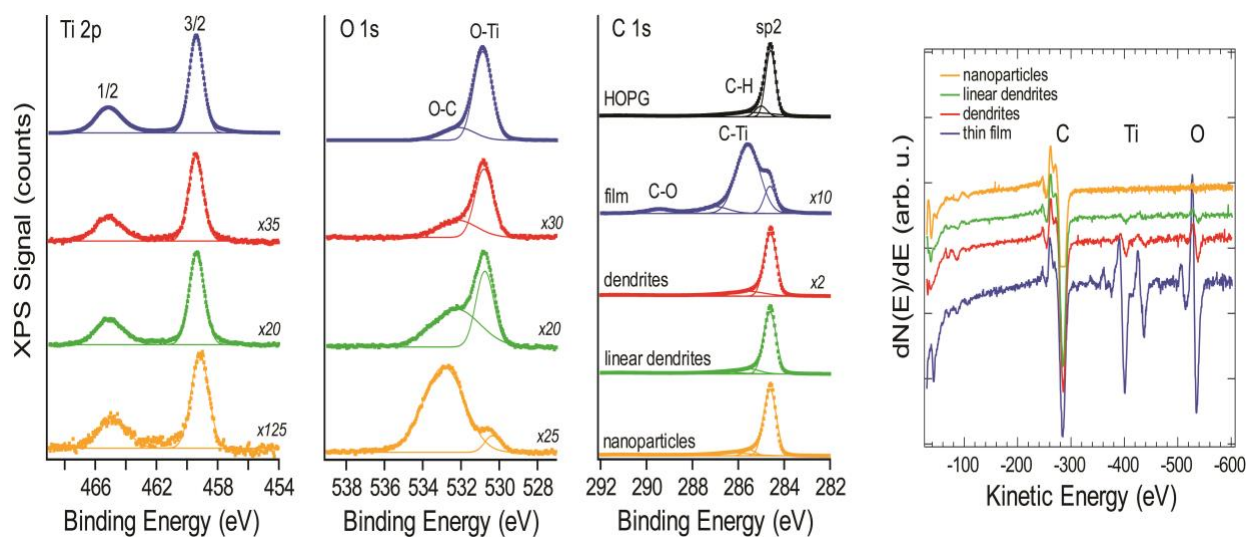 Ti 2p
3/2
1/2
x35
x20
x125
XPS Signal (counts)
466 462 458 454
Binding Energy (eV)
O 1s
O-Ti
O-C
x30
x20
x25
538 536 534 532 530 528
Binding Energy (eV)
C 1s
sp2
C-H
HOPG
C-Ti
C-O
film
x10
dendrites
x2
linear dendrites
nanoparticles
292 290 288 286 284 282
Binding Energy (eV)
nanoparticles
linear dendrites
dendrites
thin film
C Ti O
dN(E)/dE (arb. u.)
-100 -200 -300 -400 -500 -600
Kinetic Energy (eV)